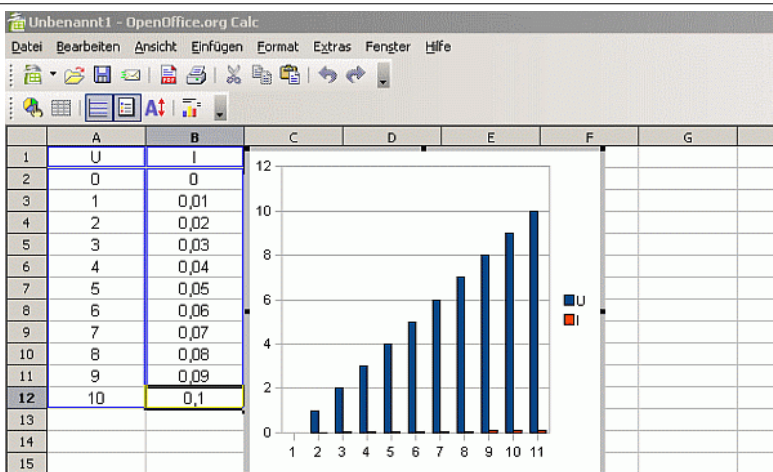 Unbenannt1 - OpenOffice.org Calc
Datei Bearbeiten Ansicht Einfügen Format Extras Fenster Hilfe
A B C D E F G
1 U I
2 0 0
3 1 0,01
4 2 0,02
5 3 0,03
6 4 0,04
7 5 0,05
8 6 0,06
9 7 0,07
10 8 0,08
11 9 0,09
12 10 0,1
13
14
15
12
10
8
6
4
2
0
1 2 3 4 5 6 7 8 9 10 11
U
I